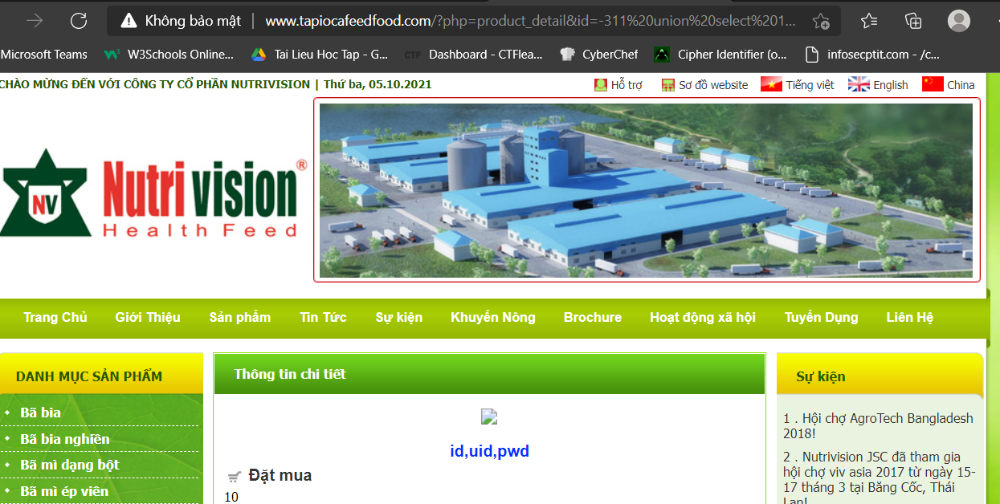 Không bảo mật | www.tapiocafeedfood.com/?php=product_detail&id=-311%20union%20select%201...
Microsoft Teams W3Schools Online... Tai Lieu Hoc Tap - G... CTF Dashboard - CTFlea... CyberChef Cipher Identifier (o... infosecptit.com - /c...
CHÀO MỪNG ĐẾN VỚI CÔNG TY CỔ PHẦN NUTRIVISION | Thứ ba, 05.10.2021
Hỗ trợ Sơ đồ website Tiếng việt English China
NV Nutri vision®
Health Feed
Trang Chủ Giới Thiệu Sản phẩm Tin Tức Sự kiện Khuyến Nông Brochure Hoạt động xã hội Tuyển Dụng Liên Hệ
DANH MỤC SẢN PHẨM
Bã bia
Bã bia nghiền
Bã mì dạng bột
Bã mì ép viên
Thông tin chi tiết
id,uid,pwd
Đặt mua
10
Sự kiện
1 . Hội chợ AgroTech Bangladesh
2018!
2 . Nutrivision JSC đã tham gia
hội chợ viv asia 2017 từ ngày 15-
17 tháng 3 tại Băng Cốc, Thái
Lan!